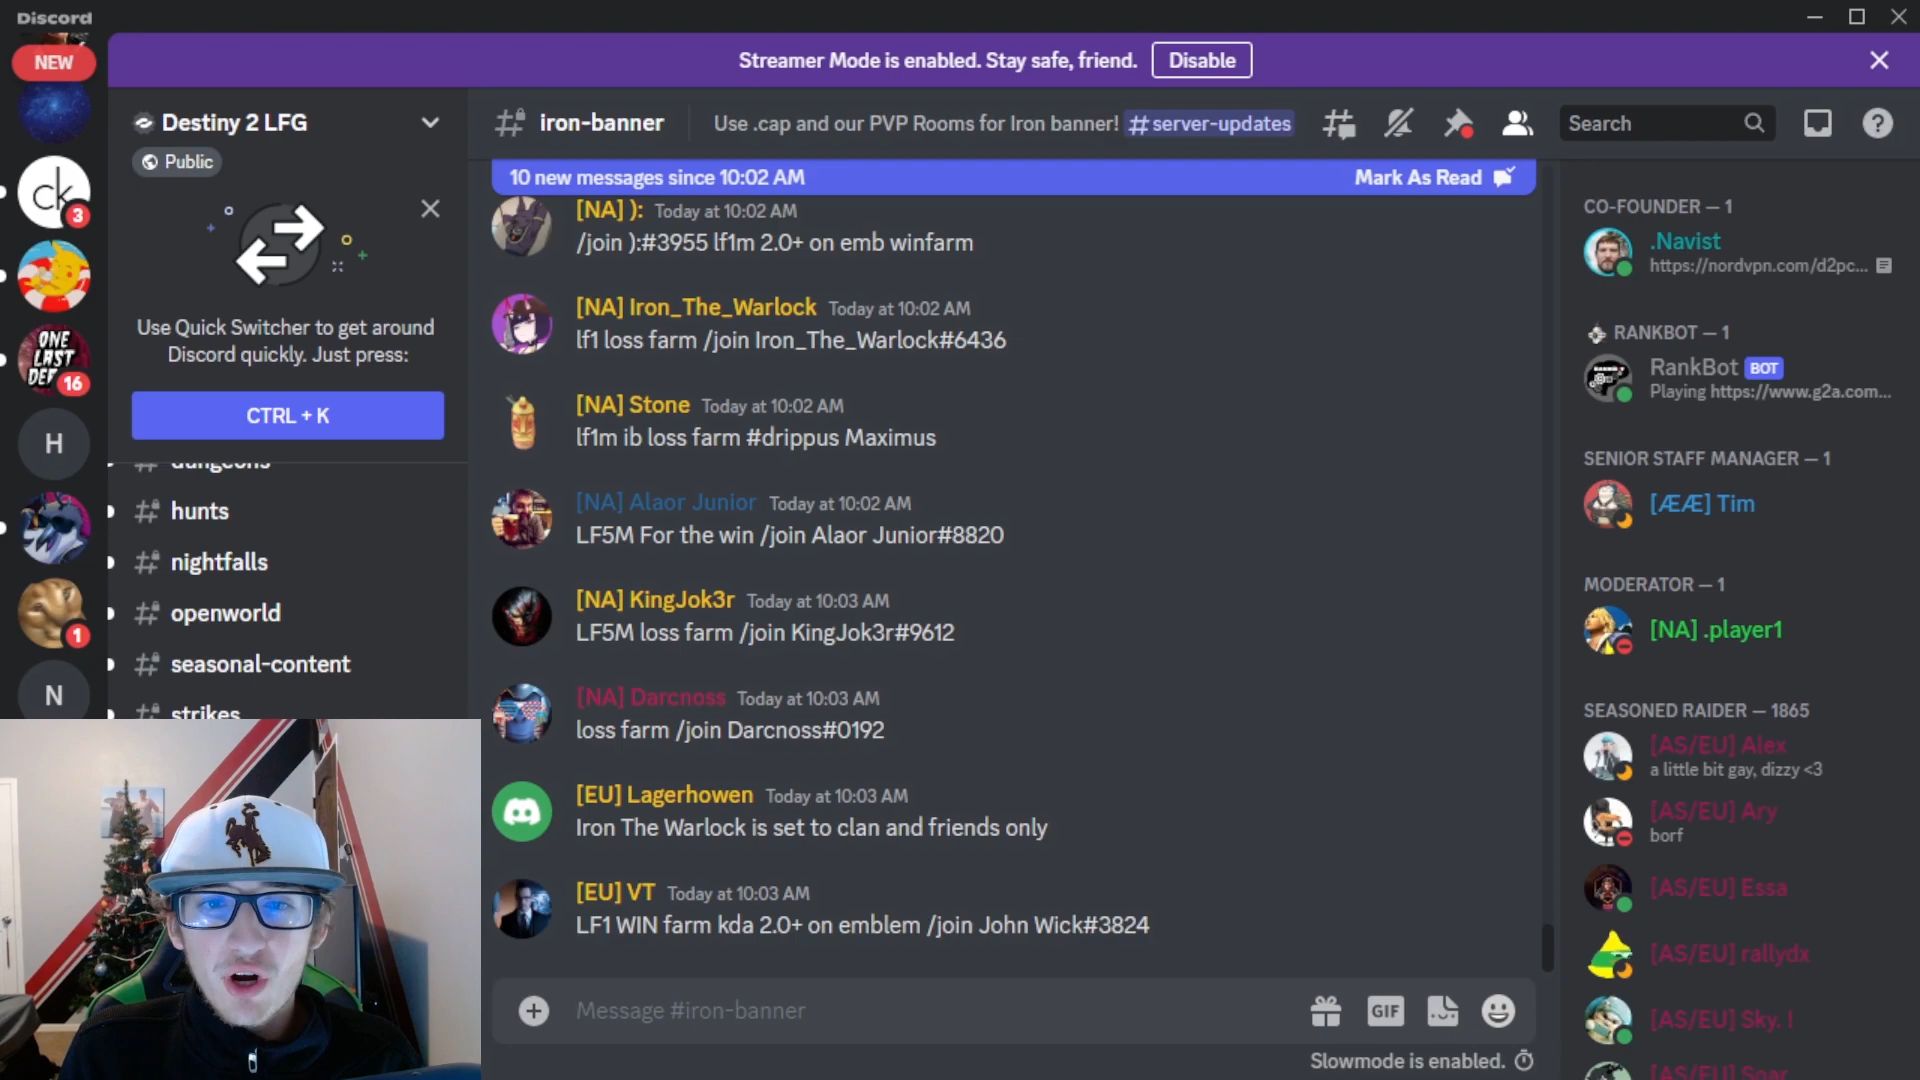 Discord
Streamer Mode is enabled. Stay safe, friend. Disable
NEW
ck
3
ONE
LAST
DEF
16
H
1
N
Destiny 2 LFG
Public
Use Quick Switcher to get around
Discord quickly. Just press:
CTRL + K
dungeons
hunts
nightfalls
openworld
seasonal-content
strikes
iron-banner
Use .cap and our PVP Rooms for Iron banner! #server-updates
Search
10 new messages since 10:02 AM
Mark As Read
[NA] ): Today at 10:02 AM
/join ):#3955 lf1m 2.0+ on emb winfarm
[NA] Iron_The_Warlock Today at 10:02 AM
lf1 loss farm /join Iron_The_Warlock#6436
[NA] Stone Today at 10:02 AM
lf1m ib loss farm #drippus Maximus
[NA] Alaor Junior Today at 10:02 AM
LF5M For the win /join Alaor Junior#8820
[NA] KingJok3r Today at 10:03 AM
LF5M loss farm /join KingJok3r#9612
[NA] Darcnoss Today at 10:03 AM
loss farm /join Darcnoss#0192
[EU] Lagerhowen Today at 10:03 AM
Iron The Warlock is set to clan and friends only
[EU] VT Today at 10:03 AM
LF1 WIN farm kda 2.0+ on emblem /join John Wick#3824
Message #iron-banner
GIF
Slowmode is enabled.
CO-FOUNDER — 1
.Navist
https://nordvpn.com/d2pc...
RANKBOT — 1
RankBot BOT
Playing https://www.g2a.com...
SENIOR STAFF MANAGER — 1
[ÆÆ] Tim
MODERATOR — 1
[NA] .player1
SEASONED RAIDER — 1865
[AS/EU] Alex
a little bit gay, dizzy <3
[AS/EU] Ary
borf
[AS/EU] Essa
[AS/EU] rallydx
[AS/EU] Sky. !
[AS/EU] Soar